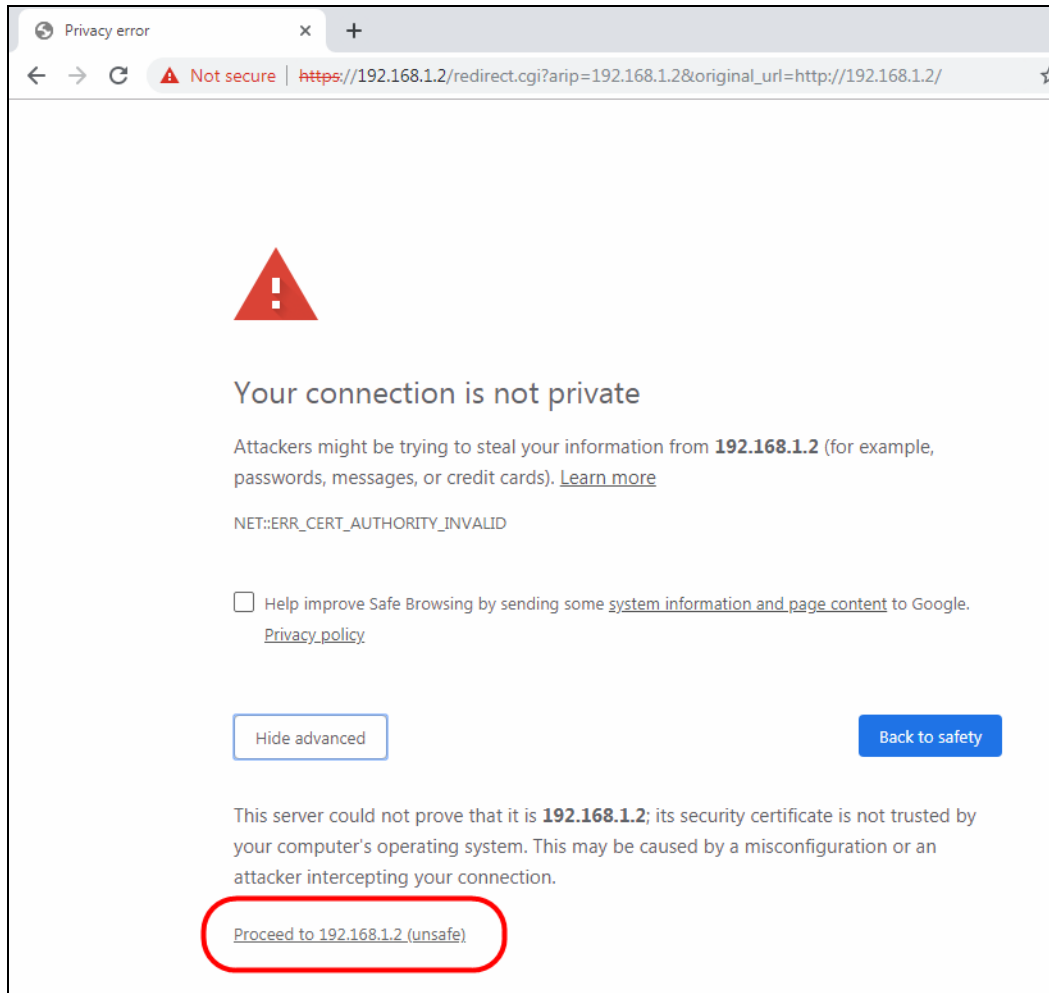 Privacy error
Not secure | https://192.168.1.2/redirect.cgi?arip=192.168.1.2&original_url=http://192.168.1.2/
Your connection is not private
Attackers might be trying to steal your information from 192.168.1.2 (for example,
passwords, messages, or credit cards). Learn more
NET::ERR_CERT_AUTHORITY_INVALID
Help improve Safe Browsing by sending some system information and page content to Google.
Privacy policy
Hide advanced
Back to safety
This server could not prove that it is 192.168.1.2; its security certificate is not trusted by
your computer's operating system. This may be caused by a misconfiguration or an
attacker intercepting your connection.
Proceed to 192.168.1.2 (unsafe)